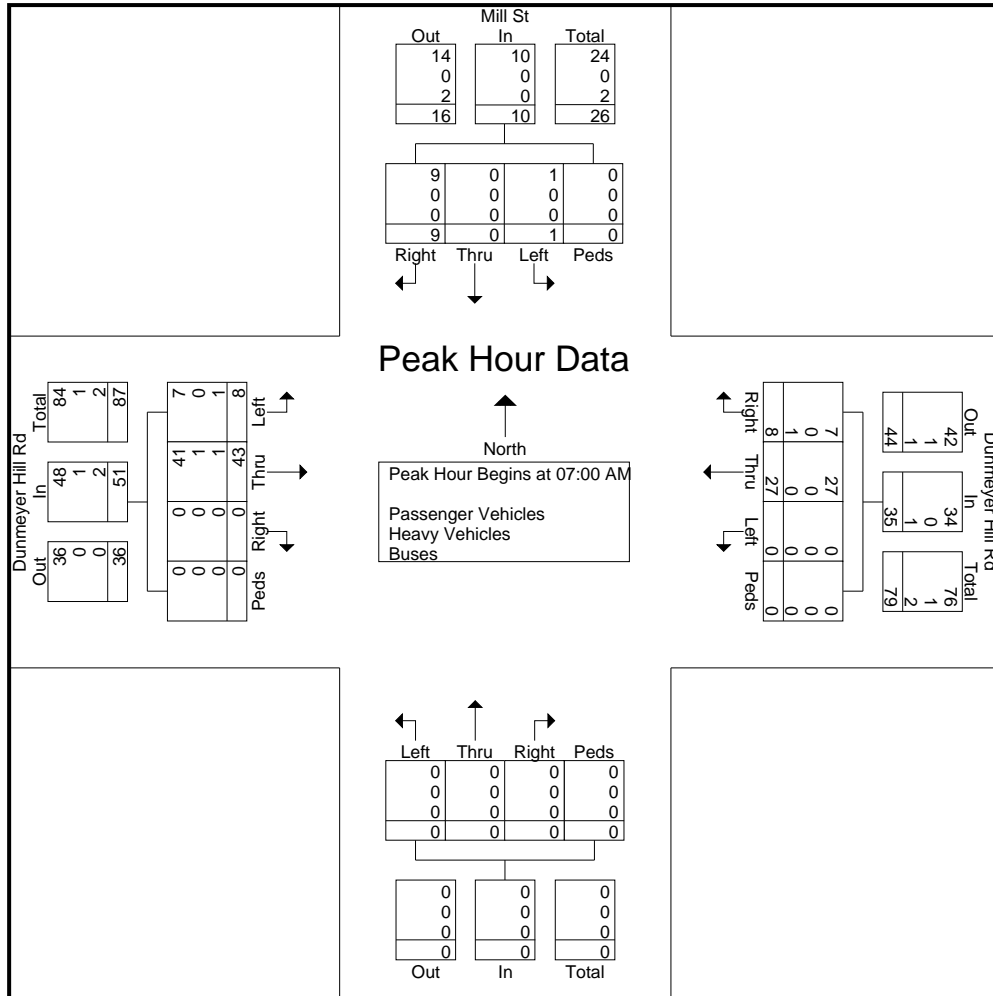 Mill St
Out In Total
14 10 24
0 0 0
2 0 2
16 10 26
9 0 1 0
0 0 0 0
0 0 0 0
9 0 1 0
Right Thru Left Peds
Peak Hour Data
North
Peak Hour Begins at 07:00 AM
Passenger Vehicles
Heavy Vehicles
Buses
Dunmeyer Hill Rd
Out In Total
36 48 84
0 1 1
0 2 2
36 51 87
Left
7 0 1 8
Thru
41 1 1 43
Right
0 0 0 0
Peds
0 0 0 0
Right
7 0 1 8
Thru
27 0 0 27
Left
0 0 0 0
Peds
0 0 0 0
Out In Total
42 34 76
1 0 1
1 1 2
44 35 79
Dunmeyer Hill Rd
Left Thru Right Peds
0 0 0 0
0 0 0 0
0 0 0 0
0 0 0 0
0 0 0
0 0 0
0 0 0
0 0 0
Out In Total